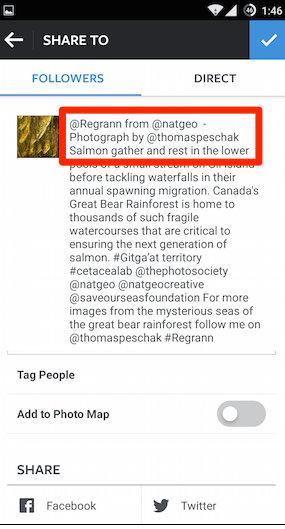 46 1:46
SHARE TO
FOLLOWERS DIRECT
@Regrann from @natgeo -
Photograph by @thomaspeschak
Salmon gather and rest in the lower
pools of a small stream on Gil Island
before tackling waterfalls in their
annual spawning migration. Canada's
Great Bear Rainforest is home to
thousands of such fragile
watercourses that are critical to
ensuring the next generation of
salmon. #Gitga'at territory
#cetacealab @thephotosociety
@natgeo @natgeocreative
@saveourseasfoundation For more
images from the mysterious seas of
the great bear rainforest follow me on
@thomaspeschak #Regrann
Tag People
Add to Photo Map
SHARE
Facebook Twitter